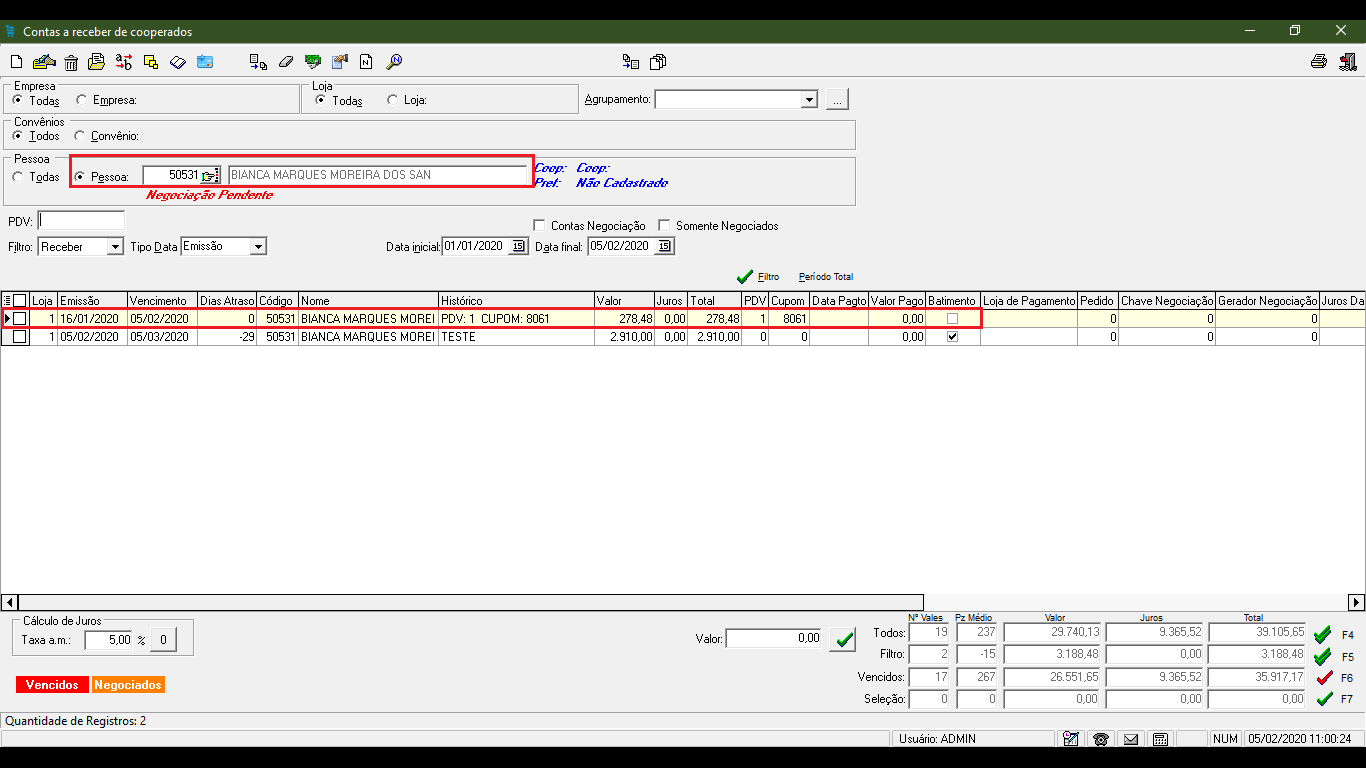 Contas a receber de cooperados
Empresa
Todas Empresa:
Loja
Todas Loja:
Agrupamento: ...
Convênios
Todos Convênio:
Pessoa
Todas Pessoa: 50531 BIANCA MARQUES MOREIRA DOS SAN
Coop: Coop:
Pref: Não Cadastrado
Negociação Pendente
PDV:
Contas Negociação Somente Negociados
Filtro: Receber Tipo Data Emissão Data inicial: 01/01/2020 15 Data final: 05/02/2020 15
Filtro Período Total
Loja Emissão Vencimento Dias Atraso Código Nome Histórico Valor Juros Total PDV Cupom Data Pagto Valor Pago Batimento Loja de Pagamento Pedido Chave Negociação Gerador Negociação Juros Da
1 16/01/2020 05/02/2020 0 50531 BIANCA MARQUES MOREI PDV: 1 CUPOM: 8061 278,48 0,00 278,48 1 8061 0,00 0 0 0
1 05/02/2020 05/03/2020 -29 50531 BIANCA MARQUES MOREI TESTE 2.910,00 0,00 2.910,00 0 0 0,00 0 0 0
Cálculo de Juros
Taxa a.m.: 5,00 % 0
Valor: 0,00
Nº Vales Pz Médio Valor Juros Total
Todos: 19 237 29.740,13 9.365,52 39.105,65 F4
Filtro: 2 -15 3.188,48 0,00 3.188,48 F5
Vencidos: 17 267 26.551,65 9.365,52 35.917,17 F6
Seleção: 0 0 0,00 0,00 0,00 F7
Vencidos Negociados
Quantidade de Registros: 2
Usuário: ADMIN NUM 05/02/2020 11:00:24